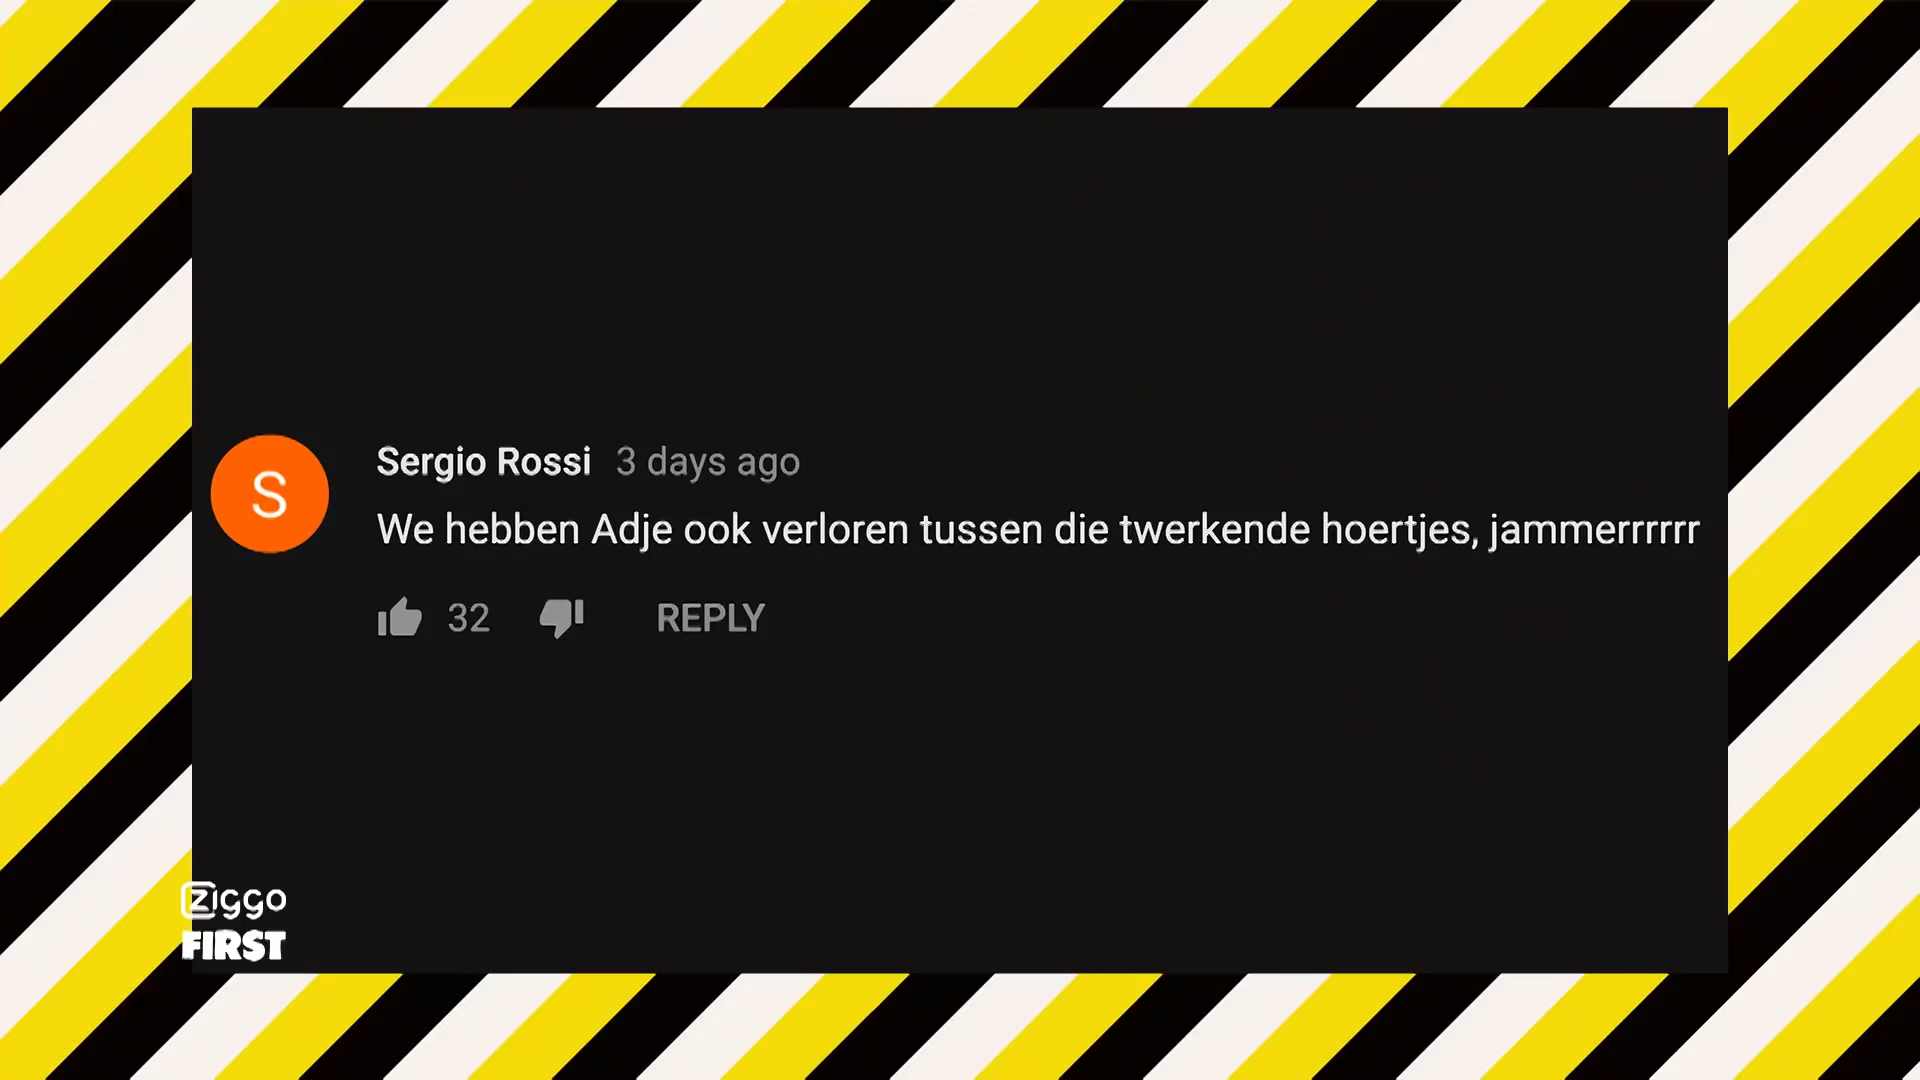 S
Sergio Rossi 3 days ago
We hebben Adje ook verloren tussen die twerkende hoertjes, jammerrrrrr
32 REPLY
Ziggo
FIRST